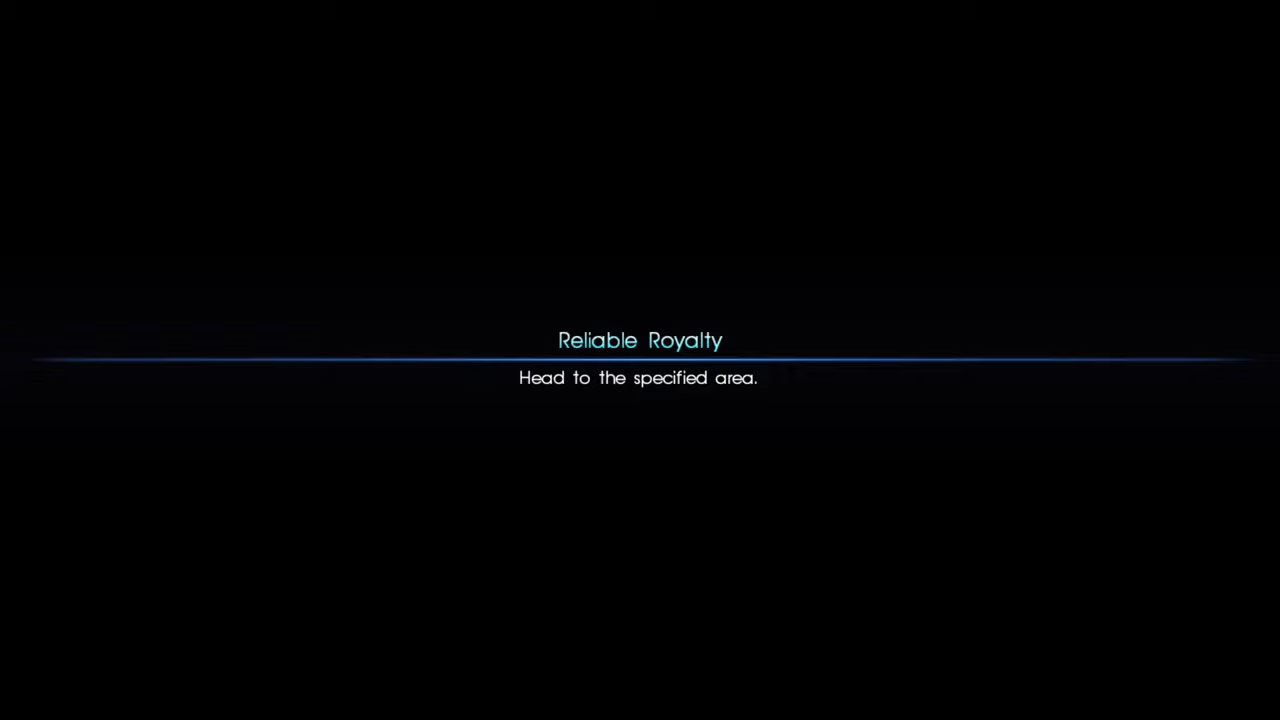 Reliable Royalty
Head to the specified area.